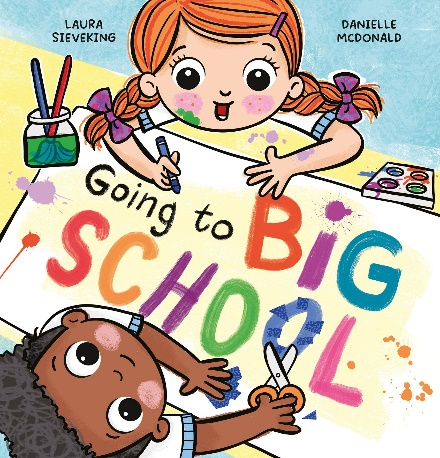 LAURA
SIEVEKING
DANIELLE
MCDONALD
Going to BIG
SCHOOL